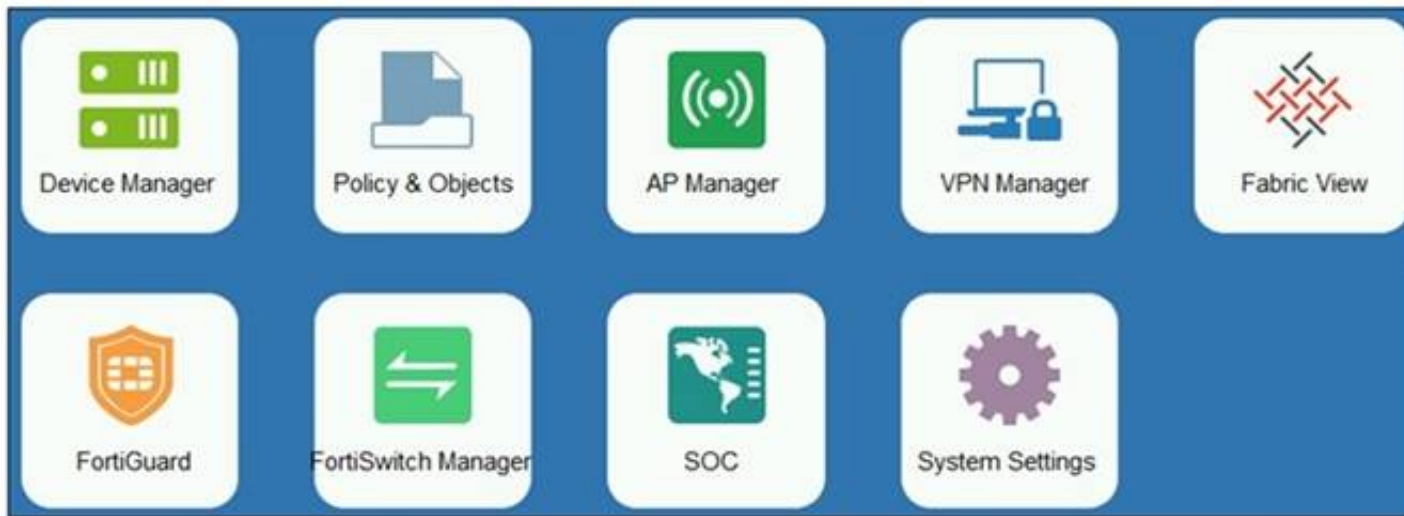 Device Manager
Policy & Objects
AP Manager
VPN Manager
Fabric View
FortiGuard
FortiSwitch Manager
SOC
System Settings